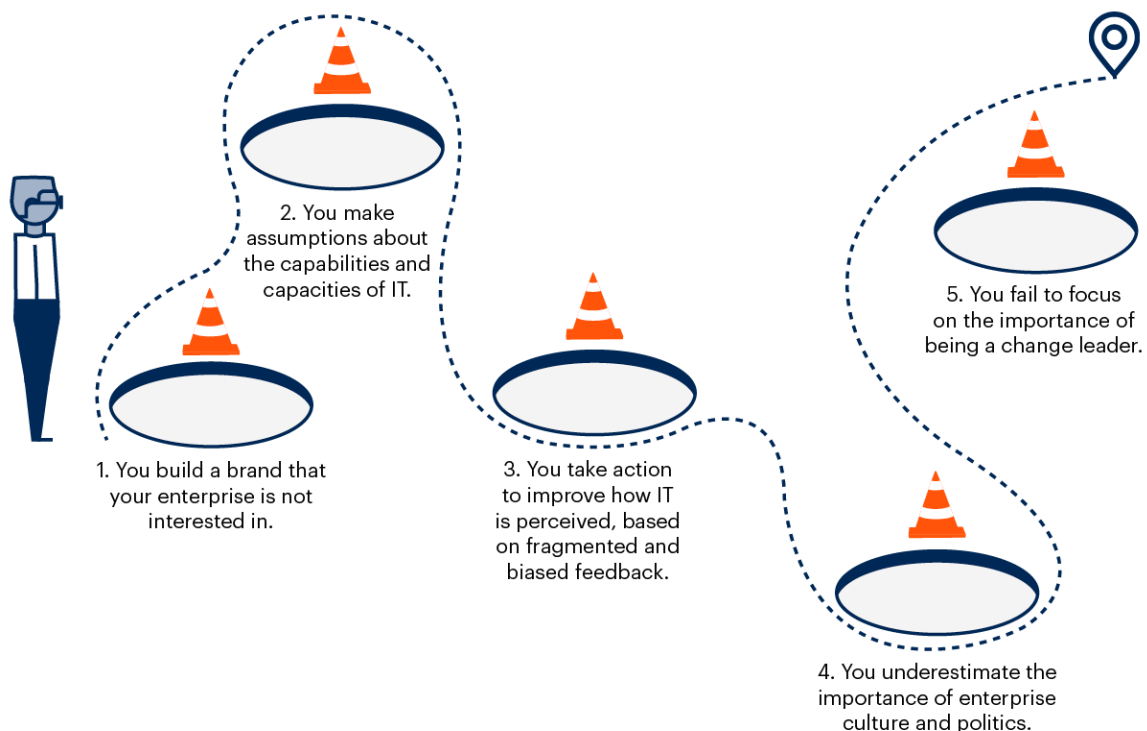 1. You build a brand that
your enterprise is not
interested in.
2. You make
assumptions about
the capabilities and
capacities of IT.
3. You take action
to improve how IT
is perceived, based
on fragmented and
biased feedback.
4. You underestimate the
importance of enterprise
culture and politics.
5. You fail to focus
on the importance of
being a change leader.